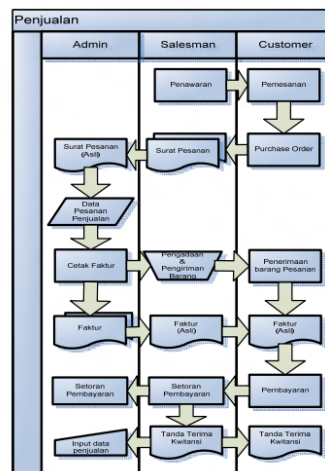 Penjualan
Admin
Salesman
Customer
Penawaran
Pemesanan
Surat Pesanan
(Asli)
Surat Pesanan
Purchase Order
Data
Pesanan
Penjualan
Cetak Faktur
Pengadaan
&
Pengiriman
Barang
Penerimaan
barang Pesanan
Faktur
Faktur
(Asli)
Faktur
(Asli)
Setoran
Pembayaran
Setoran
Pembayaran
Pembayaran
Input data
penjualan
Tanda Terima
Kwitansi
Tanda Terima
Kwitansi